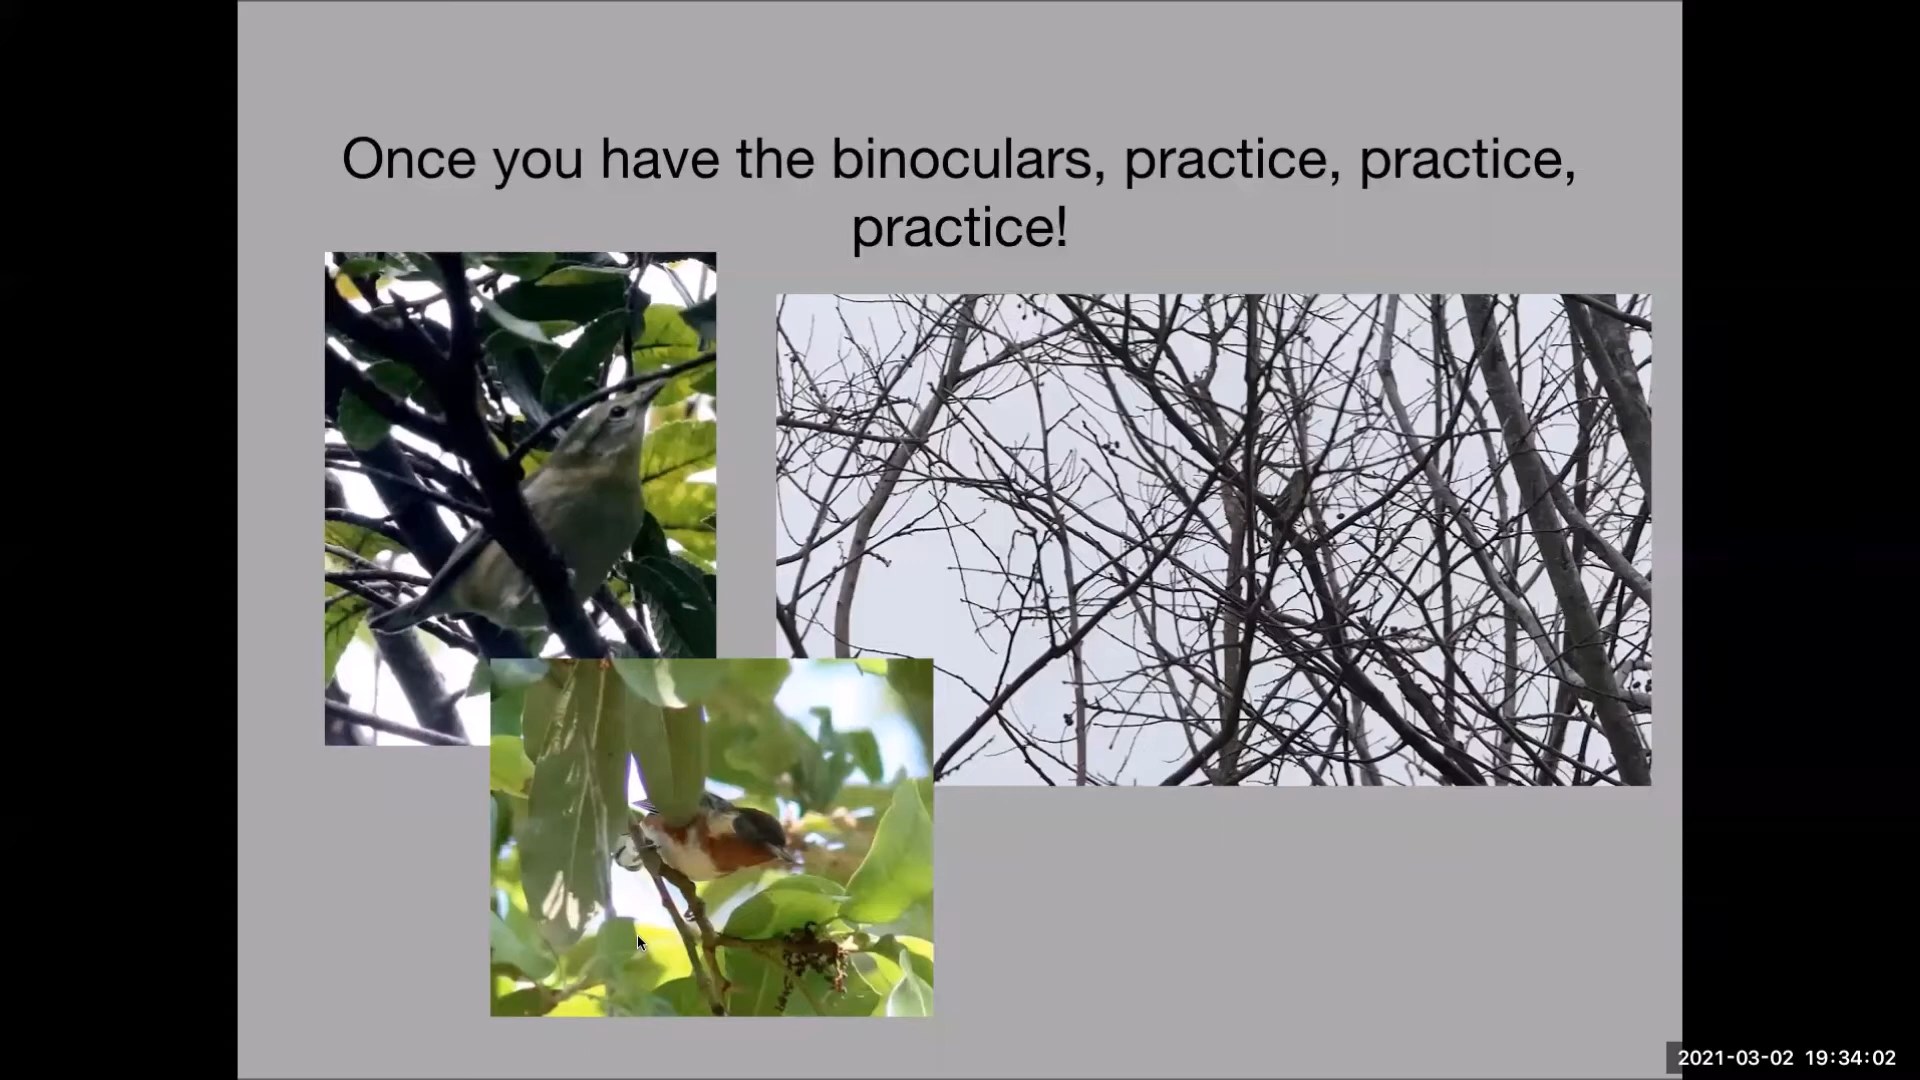 Once you have the binoculars, practice, practice,
practice!
2021-03-02 19:34:02